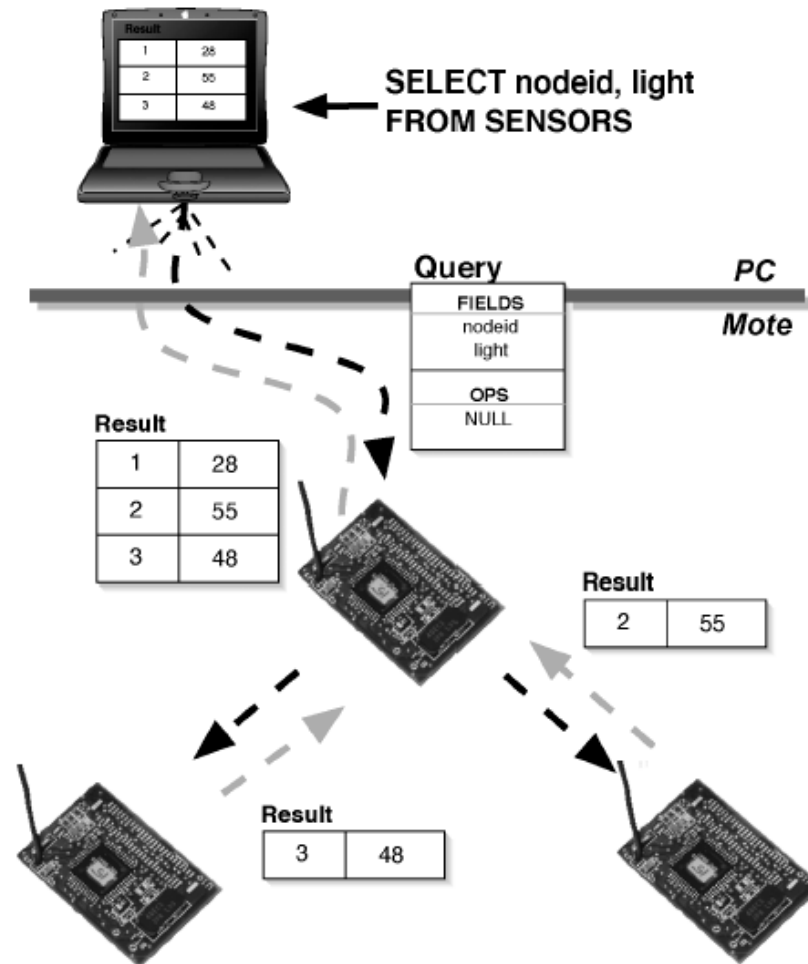 Result
1 28
2 55
3 48
SELECT nodeid, light
FROM SENSORS
Query
PC
FIELDS
nodeid
light
Mote
OPS
NULL
Result
1 28
2 55
3 48
Result
2 55
Result
3 48